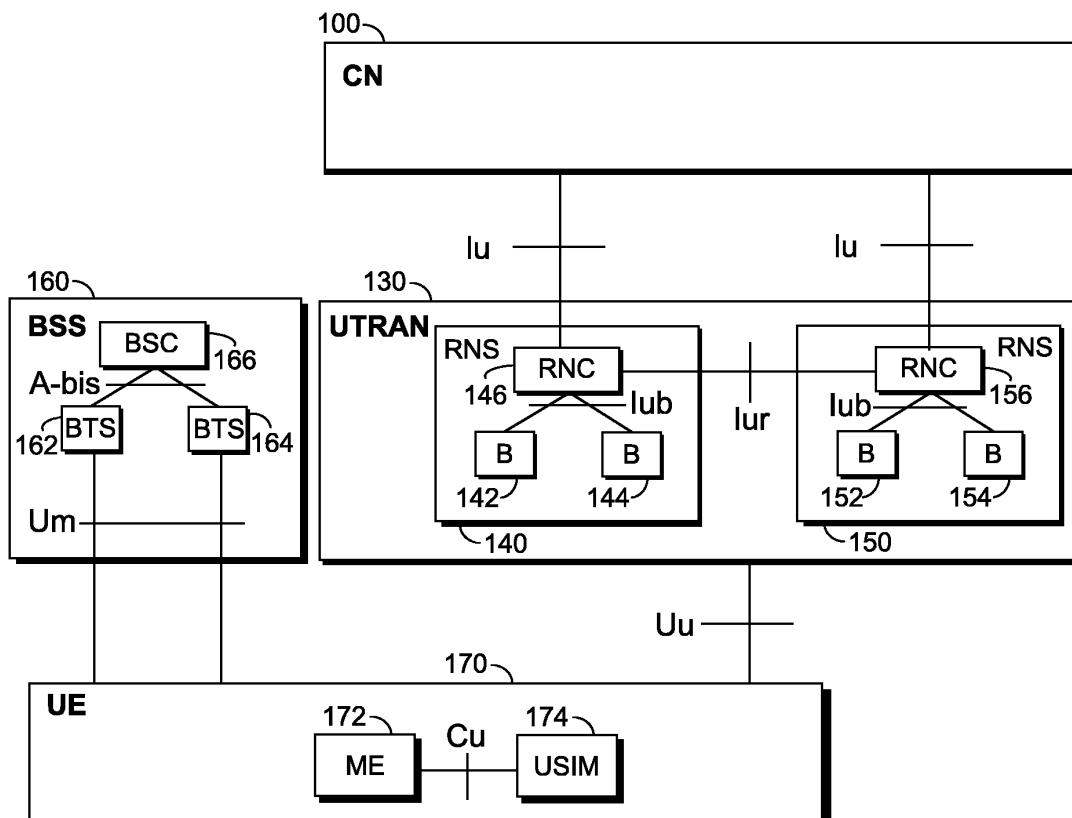 100
CN
Iu
Iu
160
130
BSS
UTRAN
BSC
166
RNS
RNC
146
RNS
RNC
156
A-bis
Iub
Iur
Iub
162
BTS
BTS
164
B
B
B
B
142
144
152
154
Um
140
150
Uu
170
UE
172
Cu
174
ME
USIM